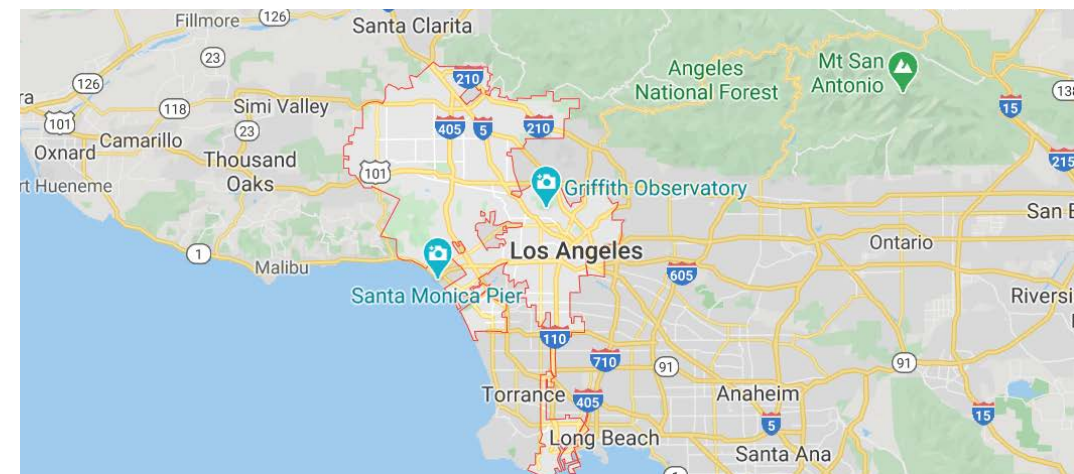 Fillmore
126
Santa Clarita
23
210
Angeles
National Forest
Mt San
Antonio
138
15
126
118
Simi Valley
101
Camarillo
23
Oxnard
Thousand
Oaks
405
5
210
101
215
rt Hueneme
Griffith Observatory
San B
1
Malibu
Los Angeles
Ontario
605
Santa Monica Pier
Riversi
110
710
91
91
Torrance
405
Anaheim
15
5
Long Beach
Santa Ana